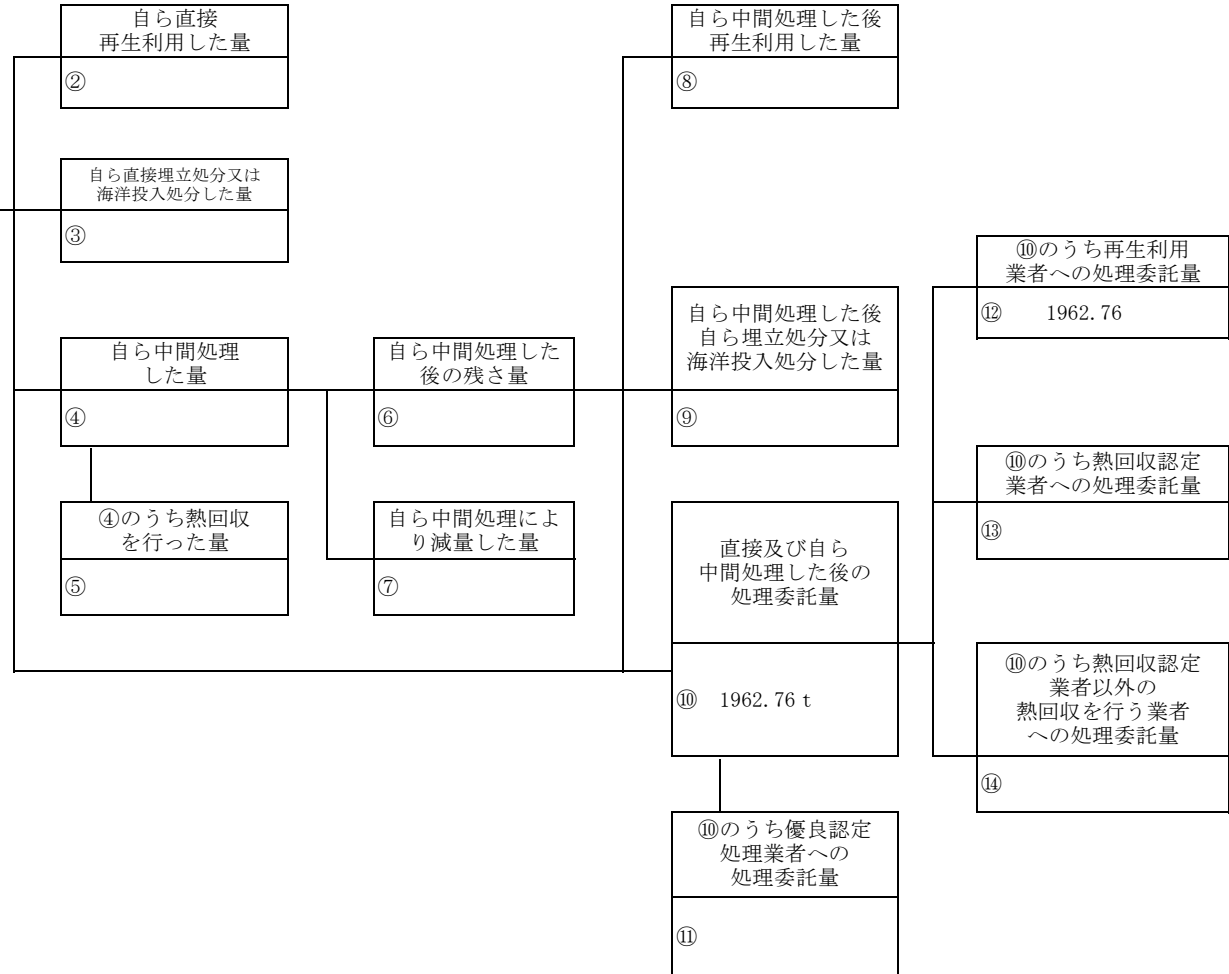 自ら直接
再生利用した量
②
自ら中間処理した後
再生利用した量
⑧
自ら直接埋立処分又は
海洋投入処分した量
③
⑩のうち再生利用
業者への処理委託量
⑫ 1962.76
自ら中間処理した後
自ら埋立処分又は
海洋投入処分した量
⑨
自ら中間処理
した量
④
自ら中間処理した
後の残さ量
⑥
⑩のうち熱回収認定
業者への処理委託量
⑬
④のうち熱回収
を行った量
⑤
自ら中間処理によ
り減量した量
⑦
直接及び自ら
中間処理した後の
処理委託量
⑩ 1962.76 t
⑩のうち熱回収認定
業者以外の
熱回収を行う業者
への処理委託量
⑭
⑩のうち優良認定
処理業者への
処理委託量
⑪